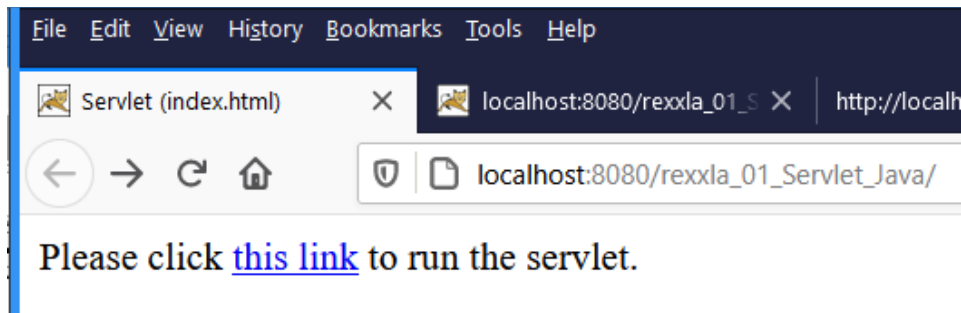 File Edit View History Bookmarks Tools Help
Servlet (index.html) localhost:8080/rexxla_01_S http://localh
localhost:8080/rexxla_01_Servlet_Java/
Please click this link to run the servlet.